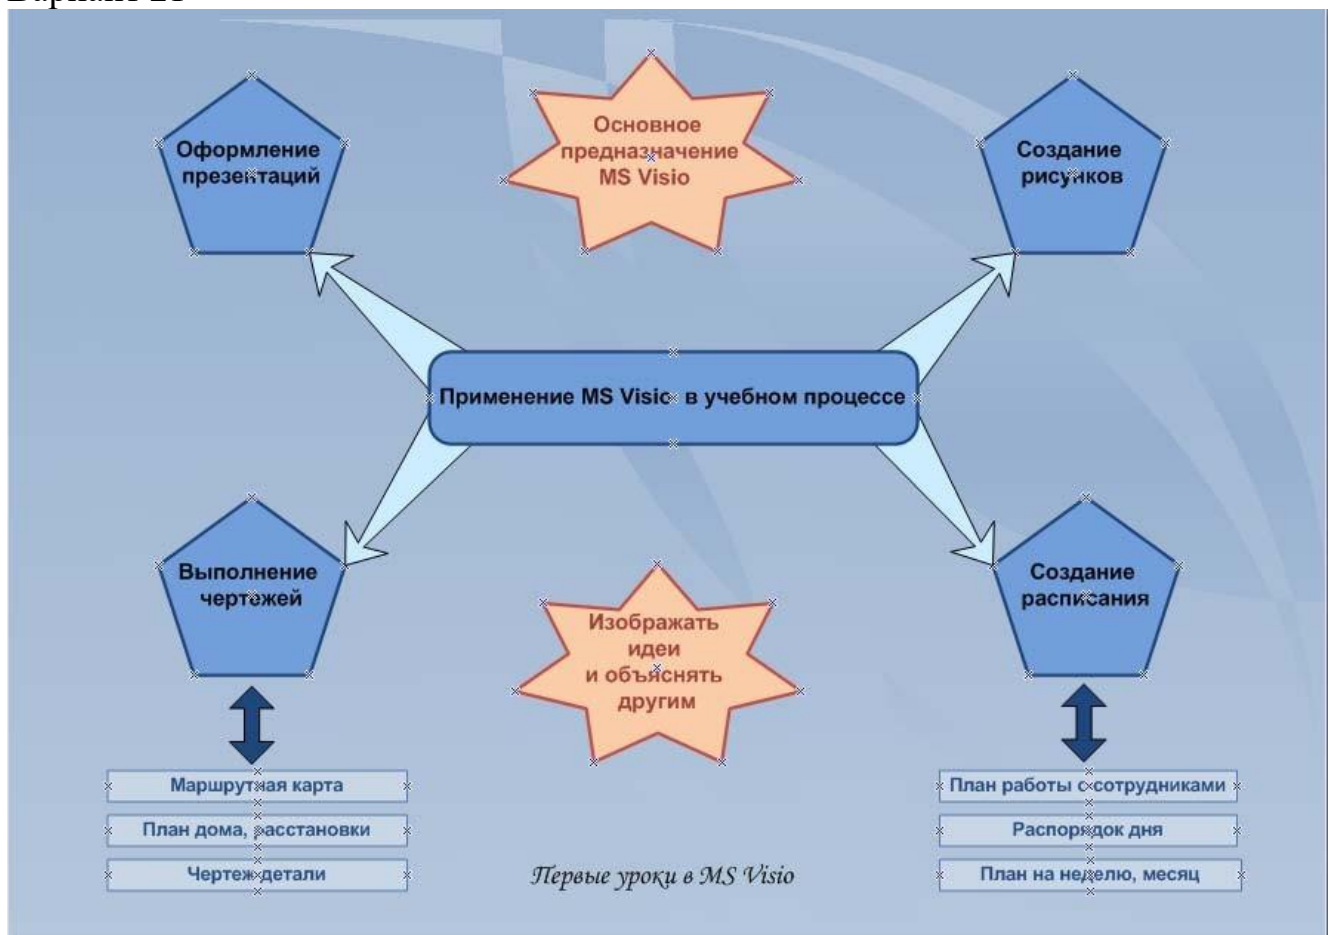 Оформление
презентаций
Основное
предназначение
MS Visio
Создание
рисунков
Применение MS Visio в учебном процессе
Выполнение
чертежей
Изображать
идеи
и объяснять
другим
Создание
расписания
Маршрутная карта
План дома, расстановки
Чертеж детали
План работы с сотрудниками
Распорядок дня
План на неделю, месяц
Первые уроки в MS Visio